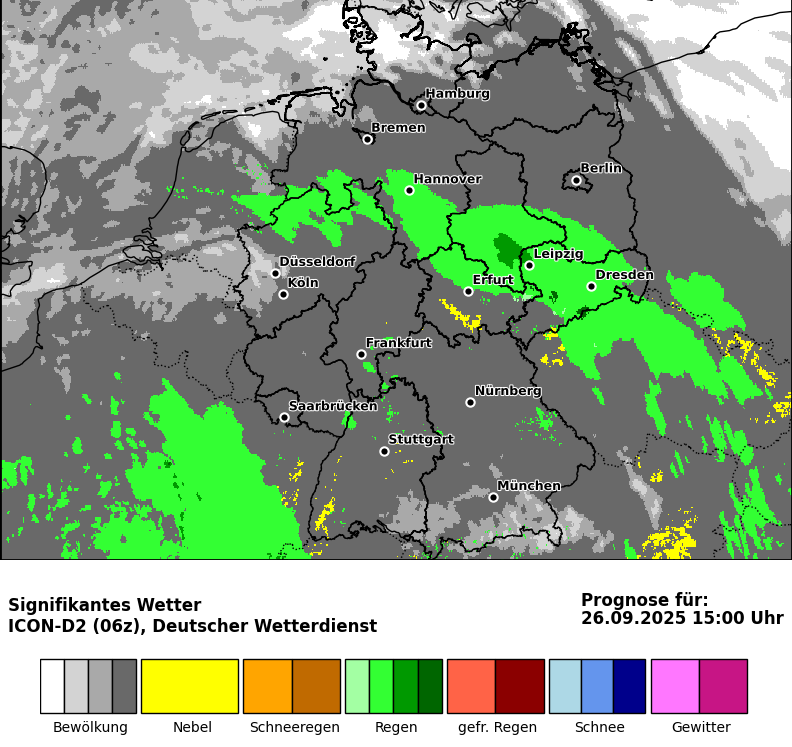 Hamburg
Bremen
Berlin
Hannover
Leipzig
Düsseldorf
Dresden
Köln
Erfurt
Frankfurt
Nürnberg
Saarbrücken
Stuttgart
München
Signifikantes Wetter
ICON-D2 (06z), Deutscher Wetterdienst
Prognose für:
26.09.2025 15:00 Uhr
Bewölkung Nebel Schneeregen Regen gefr. Regen Schnee Gewitter